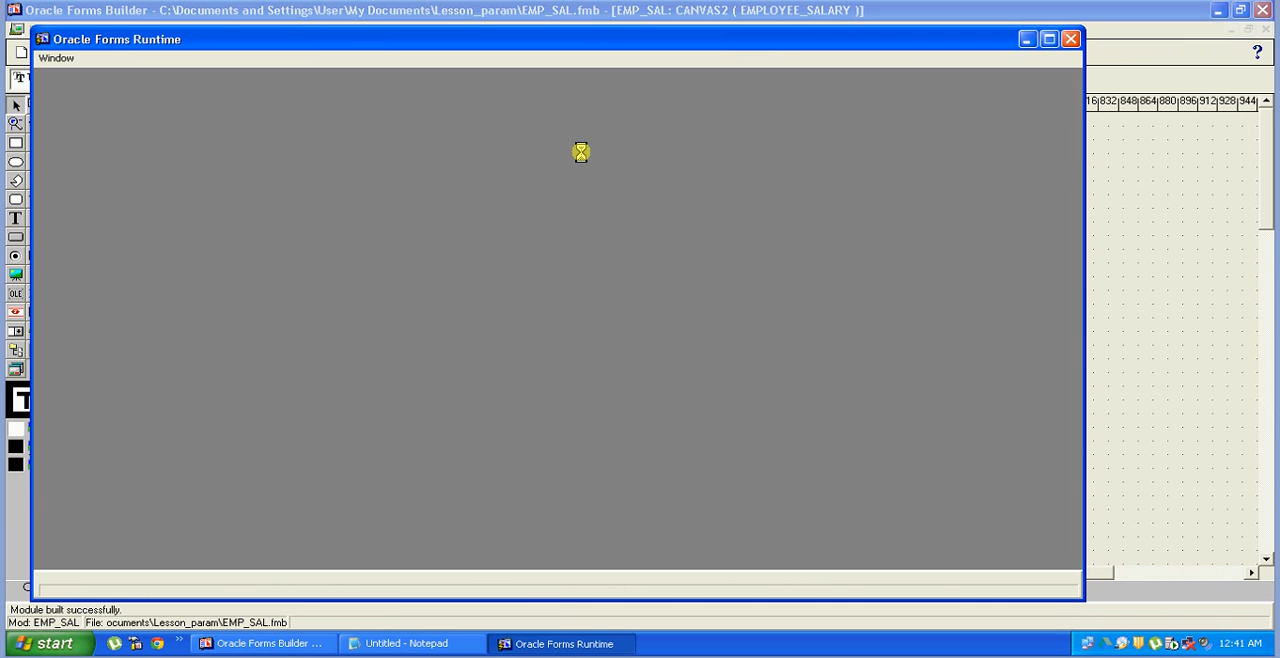 Oracle Forms Builder - C:\Documents and Settings\User\My Documents\Lesson_param\EMP_SAL.fmb - [EMP_SAL: CANVAS2 ( EMPLOYEE_SALARY )]
Oracle Forms Runtime
Window
?
832 848 864 880 896 912 928 944
T
OLE
Module built successfully.
Mod: EMP_SAL File: ocuments\Lesson_param\EMP_SAL.fmb
start
Oracle Forms Builder ...
Untitled - Notepad
Oracle Forms Runtime
12:41 AM